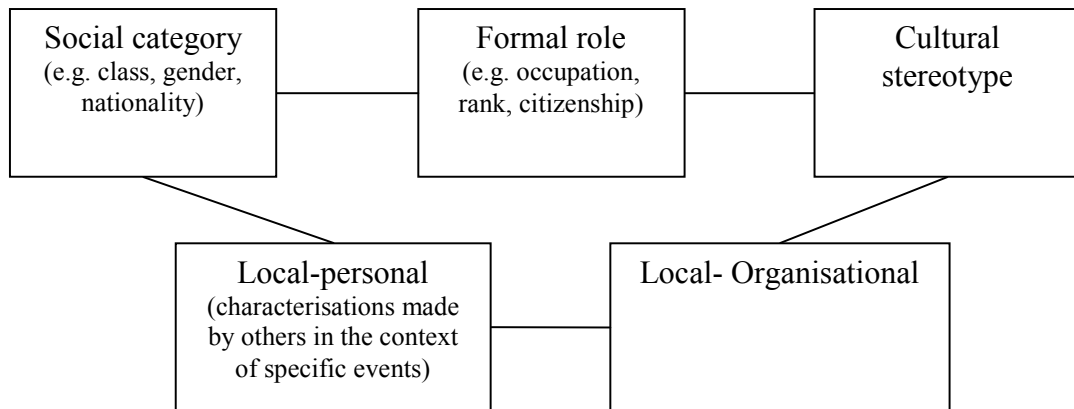 Social category
(e.g. class, gender,
nationality)
Formal role
(e.g. occupation,
rank, citizenship)
Cultural
stereotype
Local-personal
(characterisations made
by others in the context
of specific events)
Local- Organisational